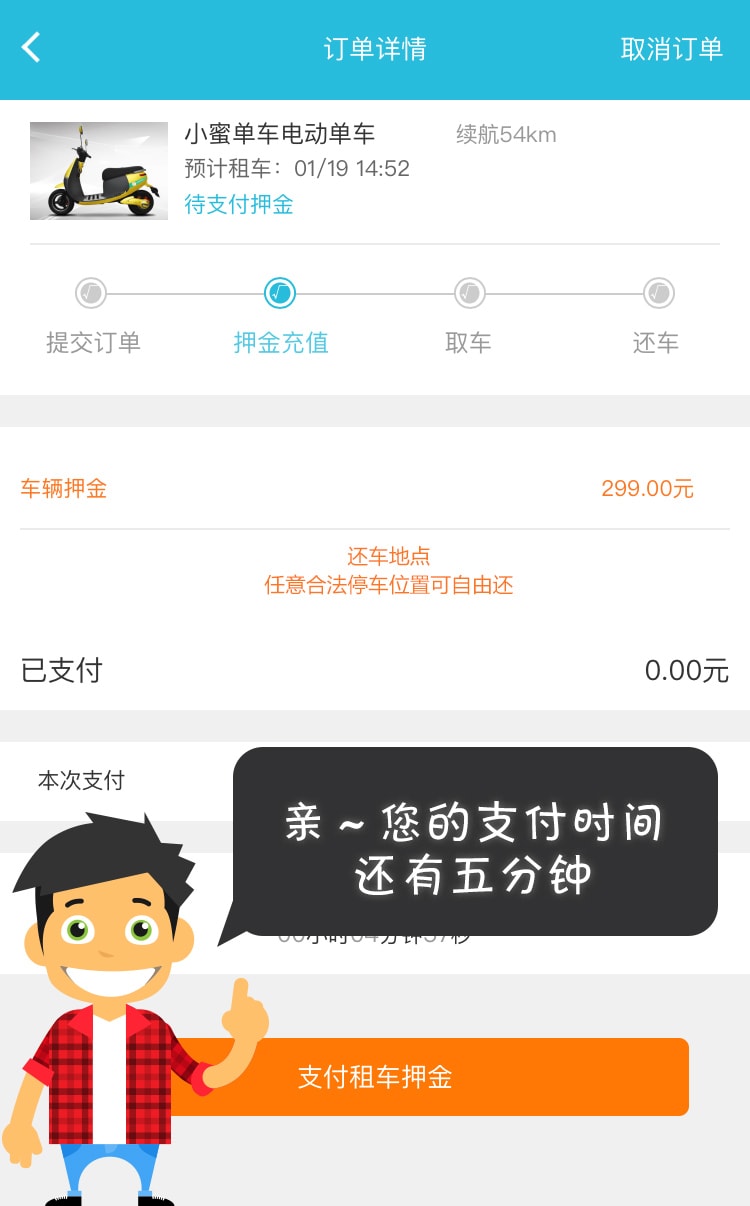 订单详情
取消订单
小蜜单车电动单车
续航54km
预计租车：01/19 14:52
待支付押金
提交订单
押金充值
取车
还车
车辆押金
299.00元
还车地点
任意合法停车位置可自由还
已支付
0.00元
本次支付
亲～您的支付时间
还有五分钟
支付租车押金